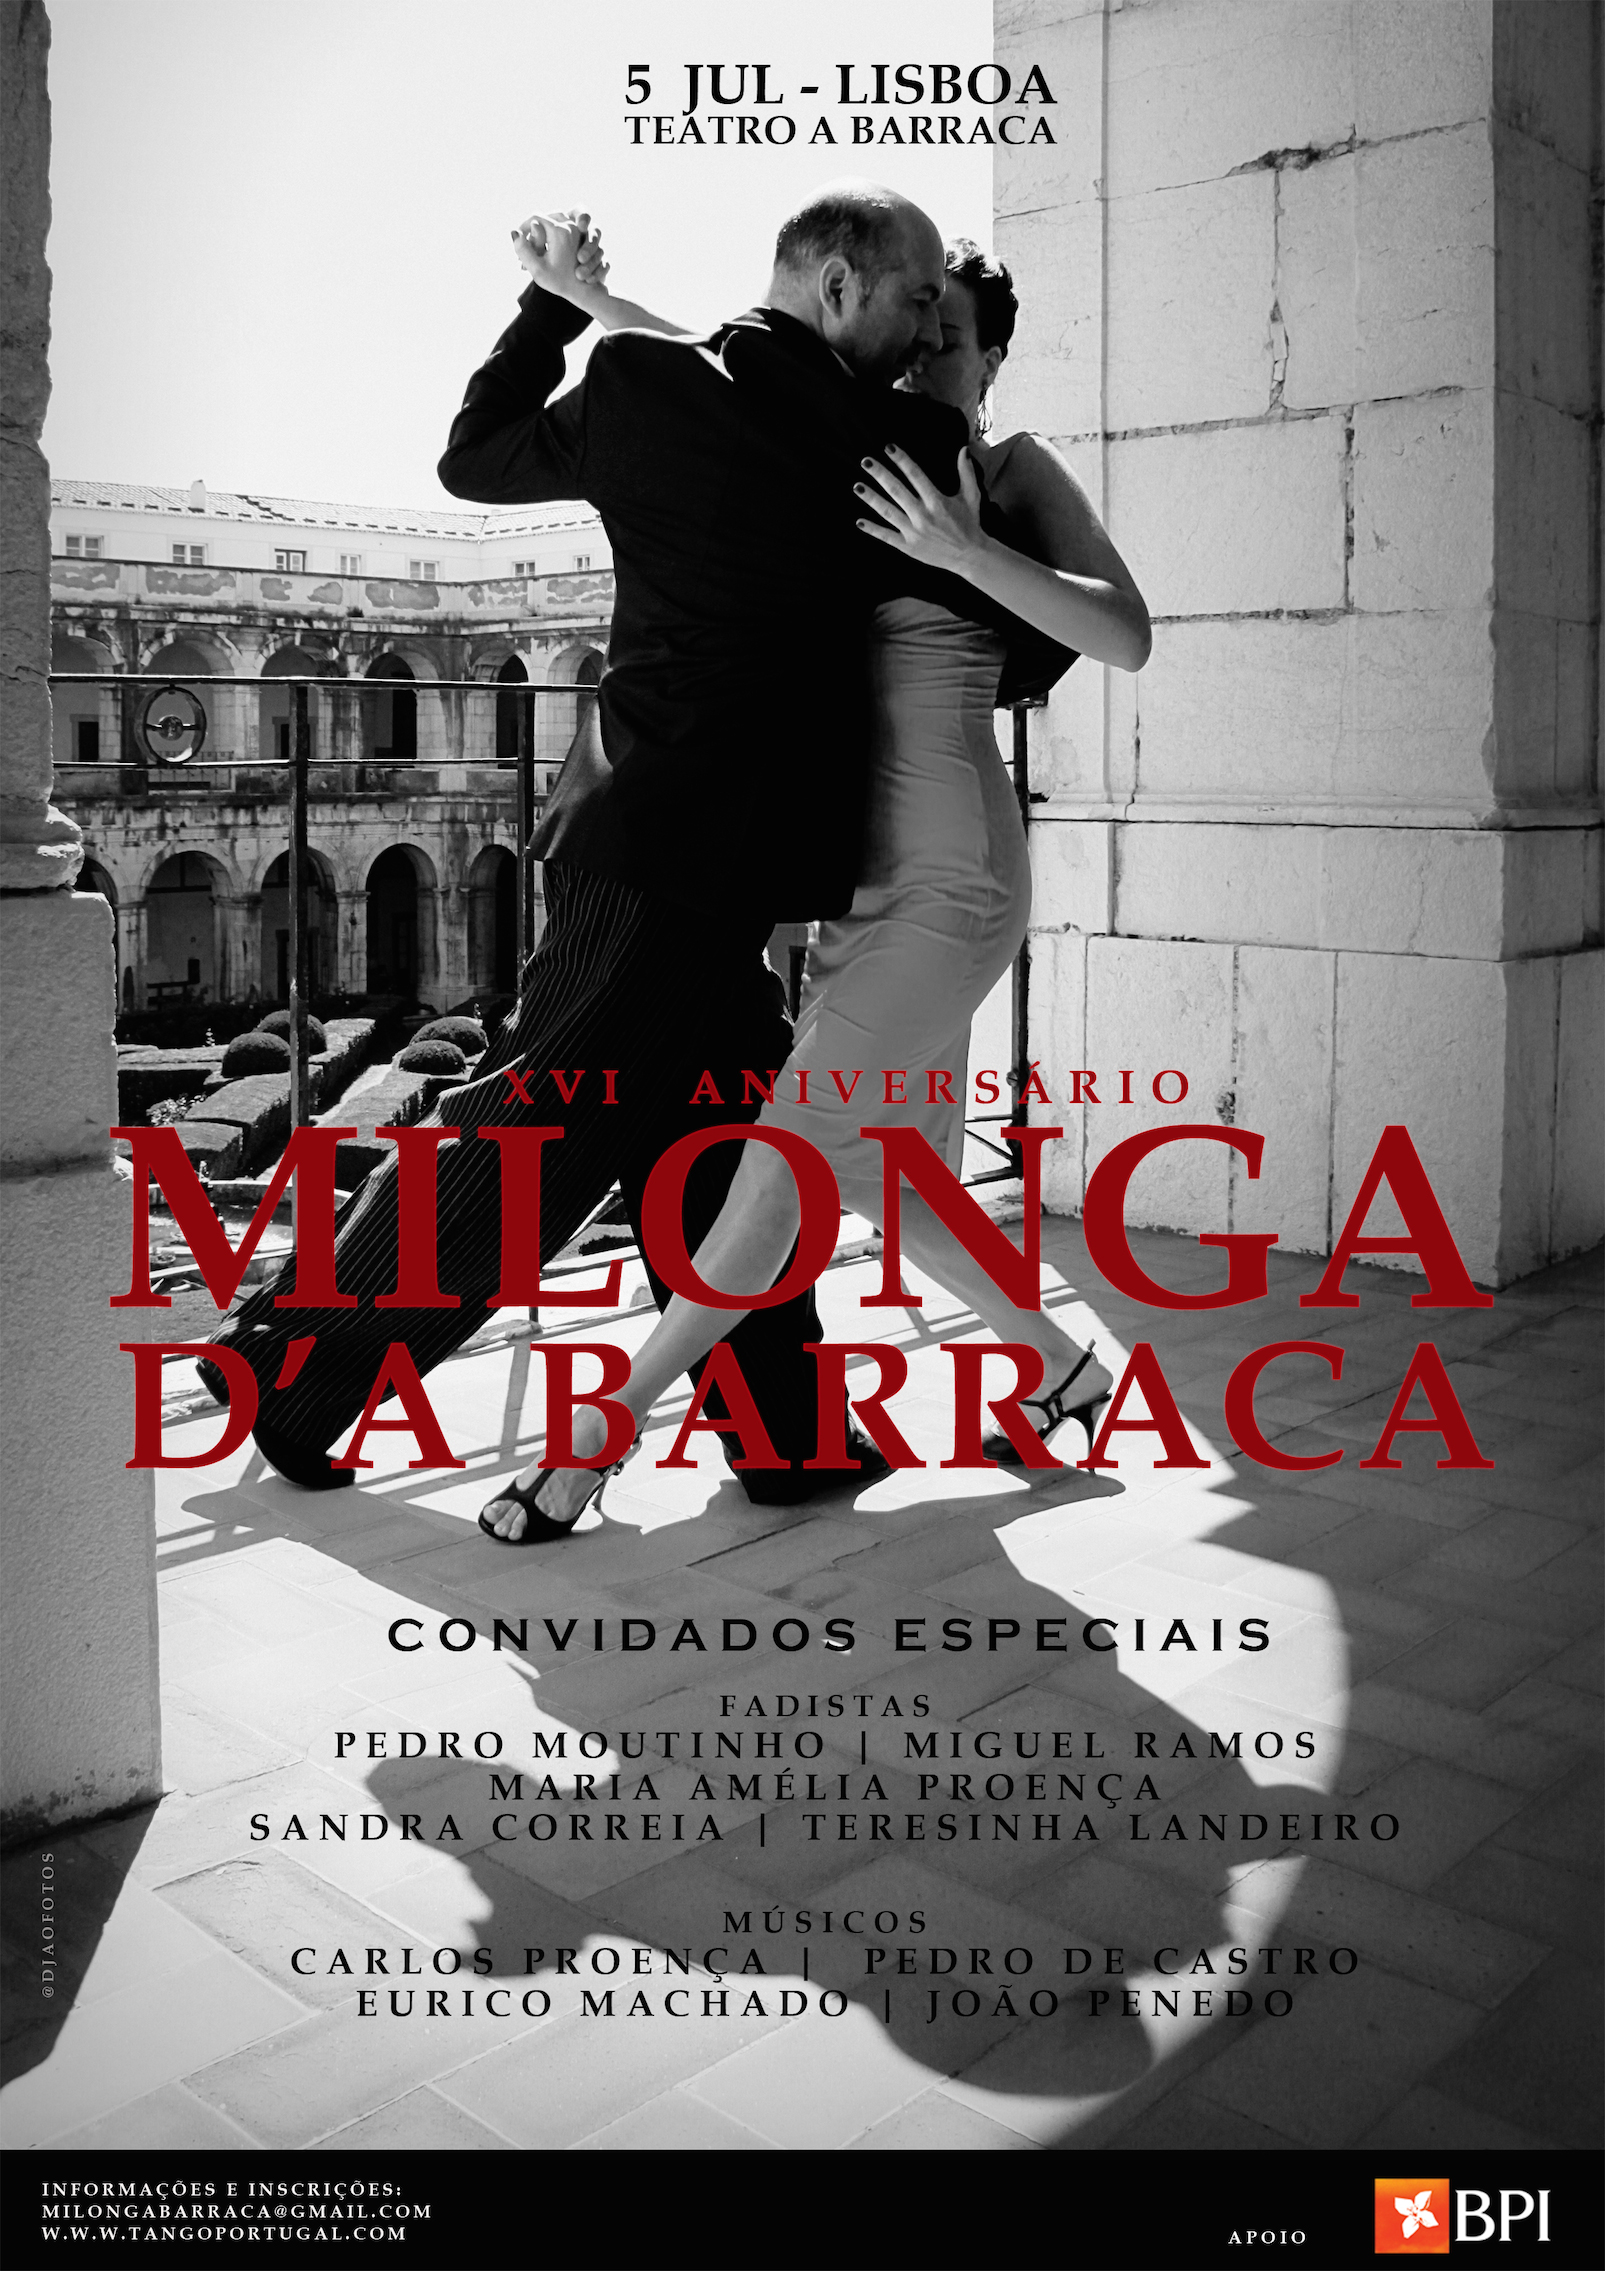 5 JUL - LISBOA
TEATRO A BARRACA
XVI ANIVERSÁRIO
MILONGA
D'A BARRACA
CONVIDADOS ESPECIAIS
FADISTAS
PEDRO MOUTINHO | MIGUEL RAMOS
MARIA AMÉLIA PROENÇA
SANDRA CORREIA | TERESINHA LANDEIRO
MÚSICOS
CARLOS PROENÇA | PEDRO DE CASTRO
EURICO MACHADO | JOÃO PENEDO
@DJAOFOTOS
INFORMAÇÕES E INSCRIÇÕES:
MILONGABARRACA@GMAIL.COM
W.W.W.TANGOPORTUGAL.COM
APOIO
BPI